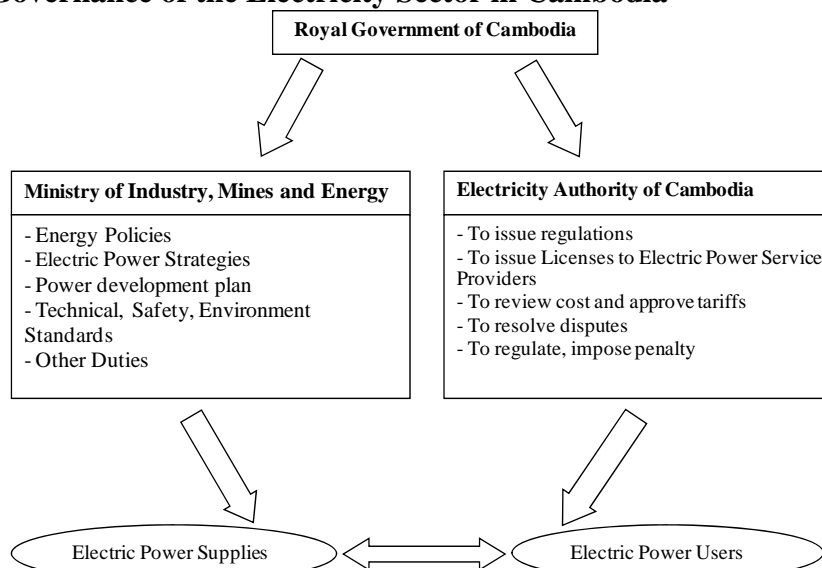 Governance of the Electricity Sector in Cambodia
Royal Government of Cambodia
Ministry of Industry, Mines and Energy
- Energy Policies
- Electric Power Strategies
- Power development plan
- Technical, Safety, Environment
Standards
- Other Duties
Electricity Authority of Cambodia
- To issue regulations
- To issue Licenses to Electric Power Service
Providers
- To review cost and approve tariffs
- To resolve disputes
- To regulate, impose penalty
Electric Power Supplies
Electric Power Users